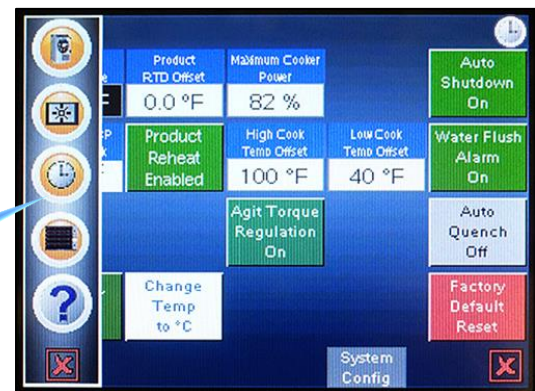 Product
RTD Offset
0.0 °F
Maximum Cooker
Power
82 %
Auto
Shutdown
On
Product
Reheat
Enabled
High Cook
Temp Offset
100 °F
Low Cook
Temp Offset
40 °F
Water Flush
Alarm
On
Agit Torque
Regulation
On
Auto
Quench
Off
?
Change
Temp
to °C
Factory
Default
Reset
System
Config